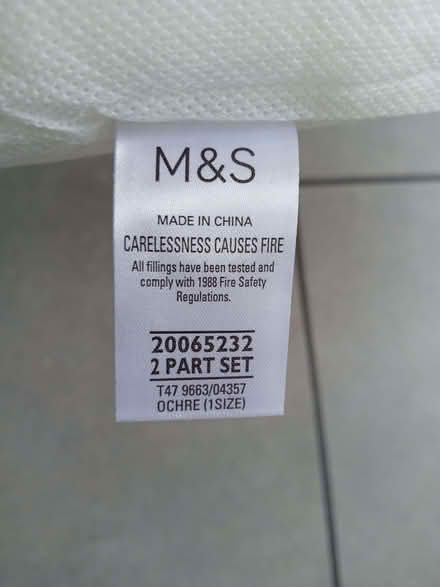 M&S
MADE IN CHINA
CARELESSNESS CAUSES FIRE
All fillings have been tested and
comply with 1988 Fire Safety
Regulations.
20065232
2 PART SET
T47 9663/04357
OCHRE (1SIZE)